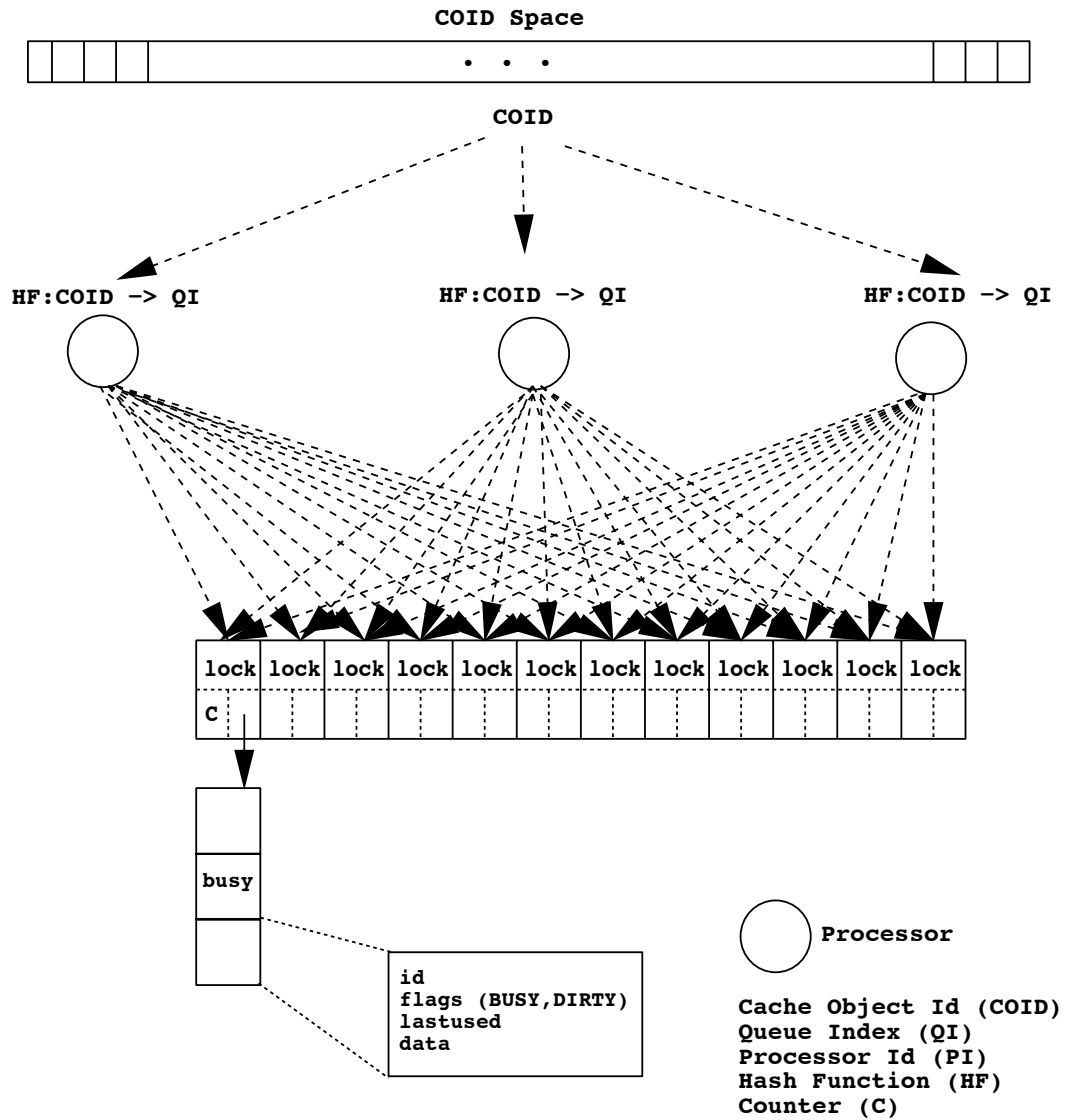 COID Space
. . .
COID
HF:COID -> QI HF:COID -> QI HF:COID -> QI
lock lock lock lock lock lock lock lock lock lock lock lock
C
busy
id
flags (BUSY,DIRTY)
lastused
data
Processor
Cache Object Id (COID)
Queue Index (QI)
Processor Id (PI)
Hash Function (HF)
Counter (C)